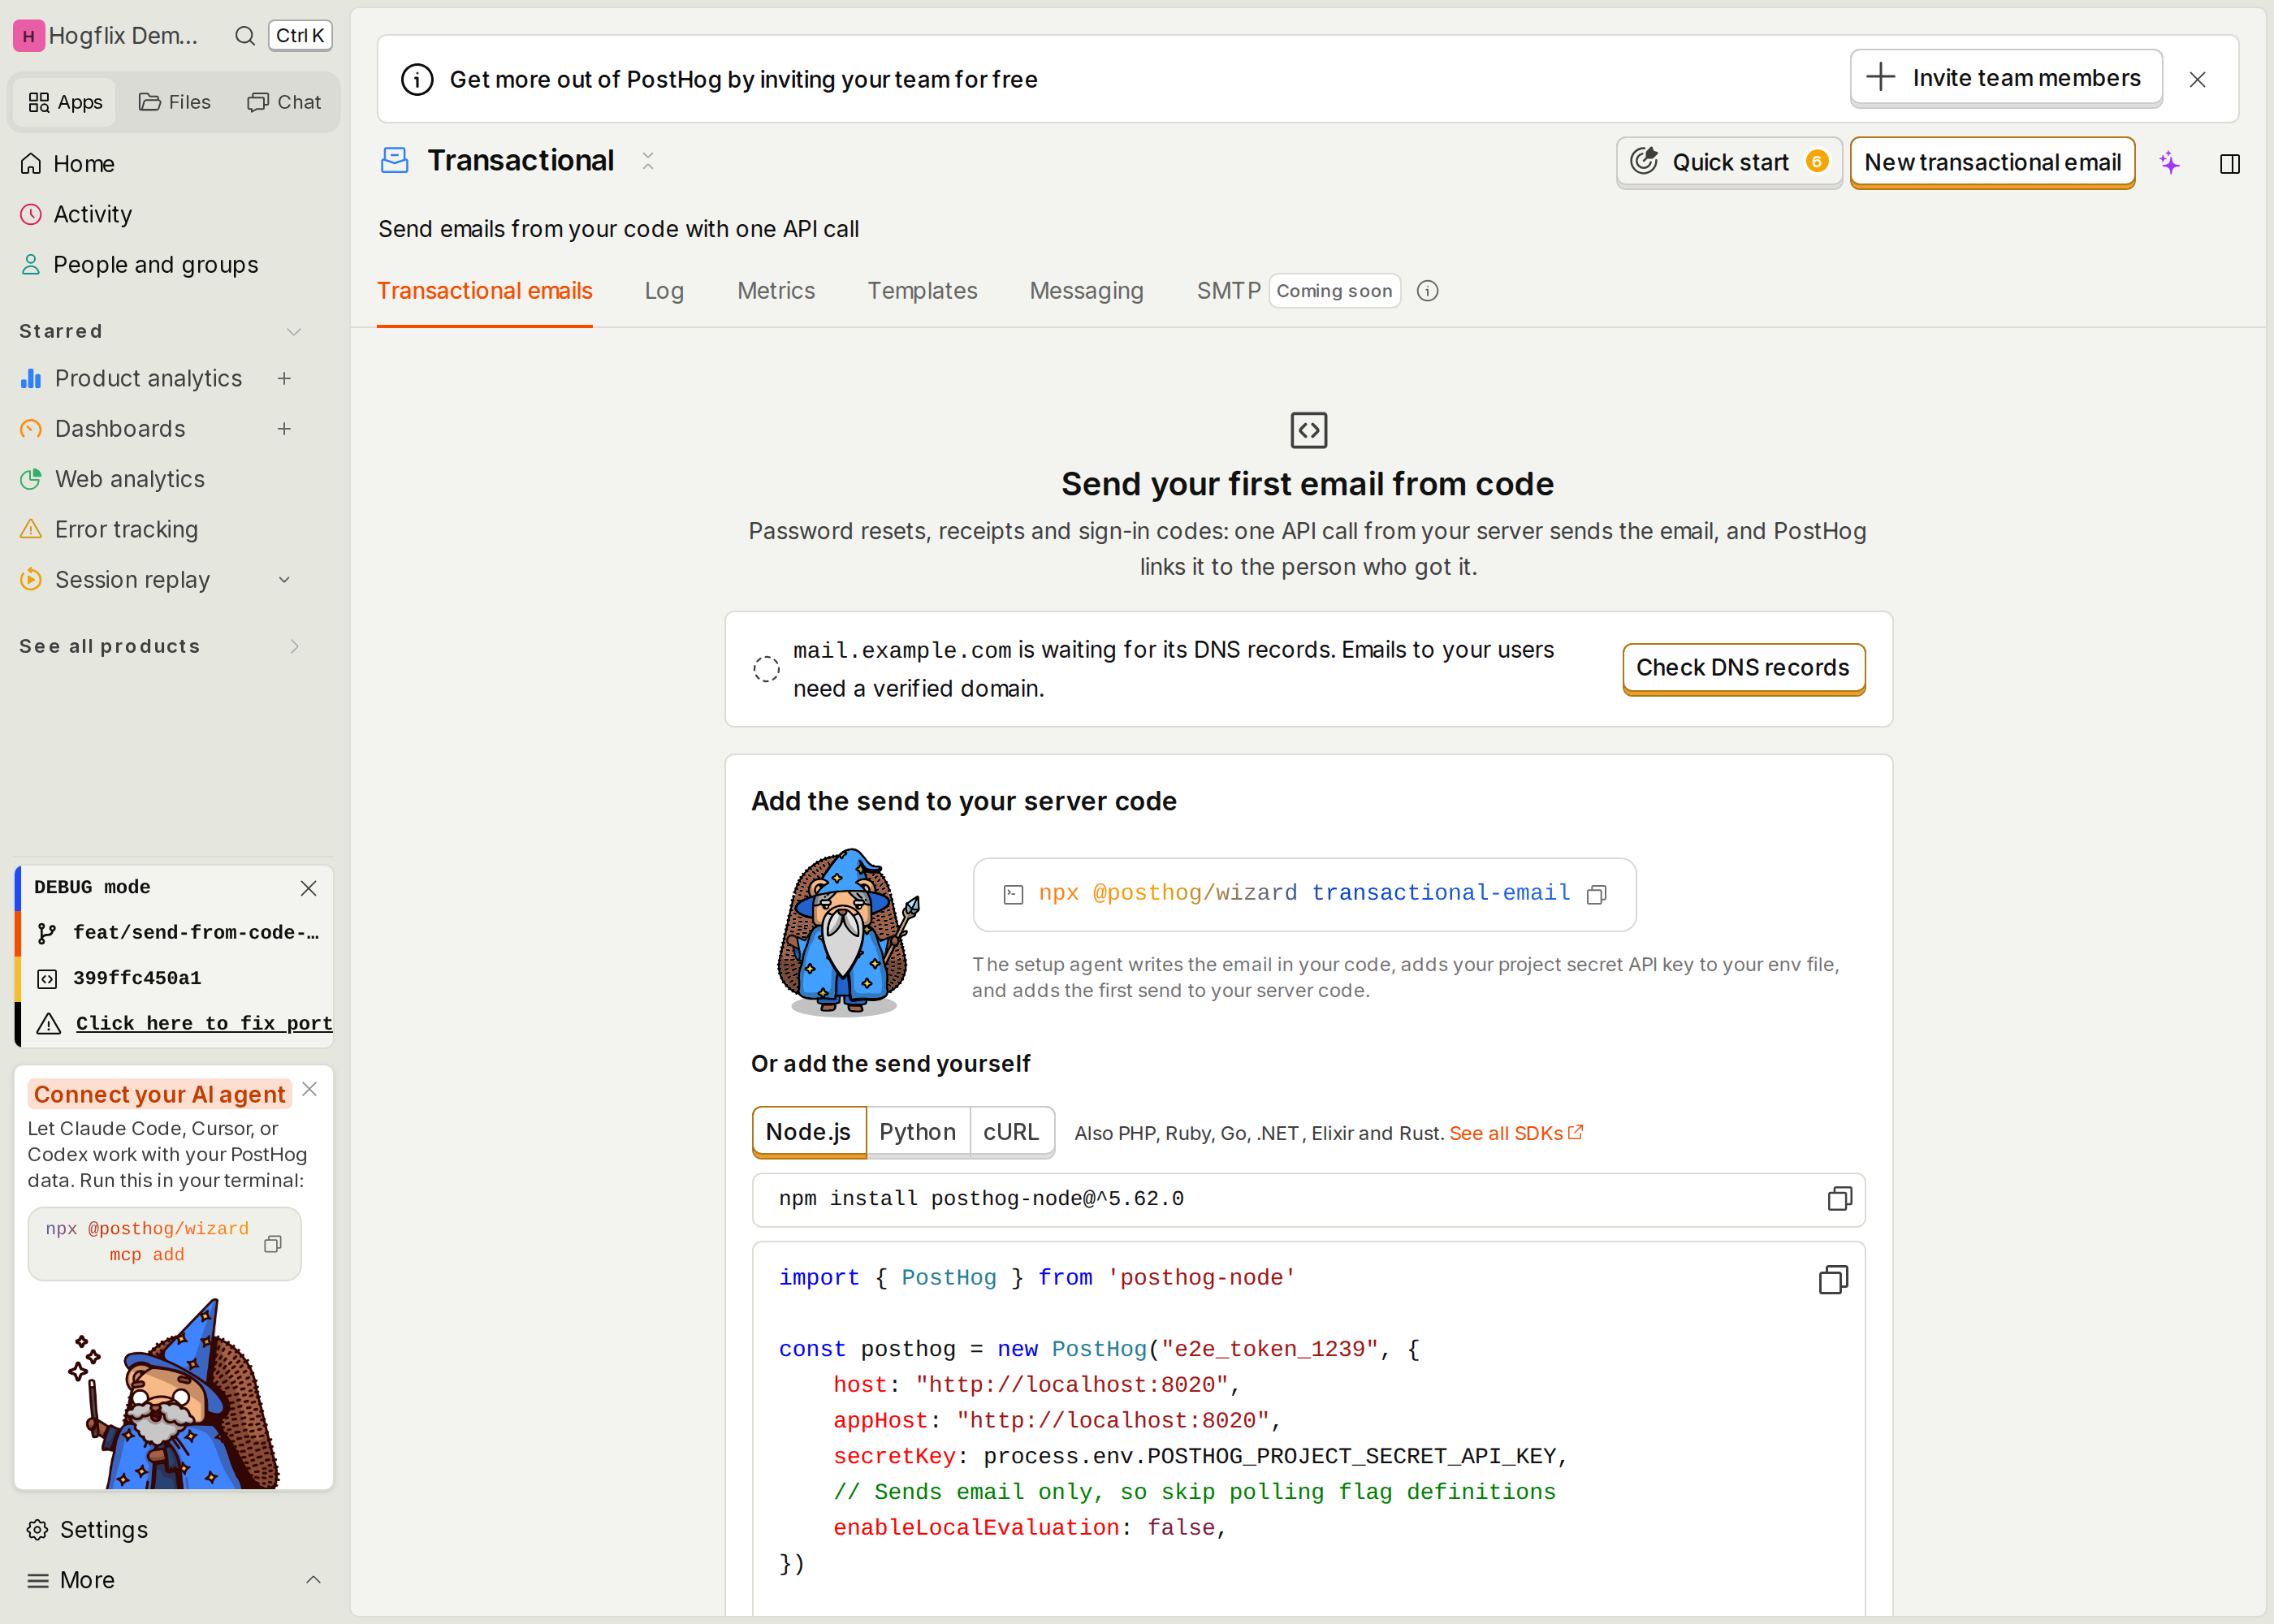 H Hogflix Dem... Ctrl K
Apps Files Chat
Home
Activity
People and groups
Starred
Product analytics
Dashboards
Web analytics
Error tracking
Session replay
See all products
DEBUG mode
feat/send-from-code-…
399ffc450a1
Click here to fix port
Connect your AI agent
Let Claude Code, Cursor, or
Codex work with your PostHog
data. Run this in your terminal:
npx @posthog/wizard
mcp add
Settings
More
Get more out of PostHog by inviting your team for free
Invite team members
Transactional
Quick start 6
New transactional email
Send emails from your code with one API call
Transactional emails Log Metrics Templates Messaging SMTP Coming soon
Send your first email from code
Password resets, receipts and sign-in codes: one API call from your server sends the email, and PostHog
links it to the person who got it.
mail.example.com is waiting for its DNS records. Emails to your users
need a verified domain.
Check DNS records
Add the send to your server code
npx @posthog/wizard transactional-email
The setup agent writes the email in your code, adds your project secret API key to your env file,
and adds the first send to your server code.
Or add the send yourself
Node.js Python cURL Also PHP, Ruby, Go, .NET, Elixir and Rust. See all SDKs
npm install posthog-node@^5.62.0
import { PostHog } from 'posthog-node'
const posthog = new PostHog("e2e_token_1239", {
host: "http://localhost:8020",
appHost: "http://localhost:8020",
secretKey: process.env.POSTHOG_PROJECT_SECRET_API_KEY,
// Sends email only, so skip polling flag definitions
enableLocalEvaluation: false,
})